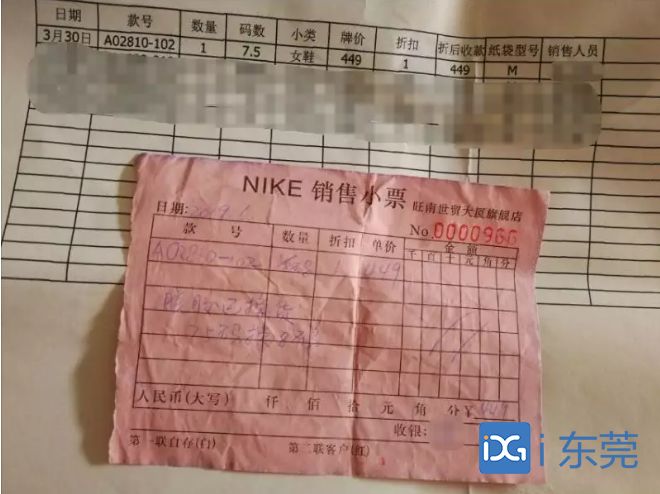 日期 款号 数量 码数 小类 牌价 折扣 折后收款 纸袋型号 销售人员
3月30日 A02810-102 1 7.5 女鞋 449 1 449 M
NIKE 销售小票 旺南世贸大厦旗舰店
日期: No.0000966
款号 数量 折扣 单价 金额
千 百 十 元 角 分
A02810-102 1 449
人民币(大写) 仟 佰 拾 元 角 分 ¥ 449
收银:
第一联自存(白) 第二联客户(红)
i 东莞